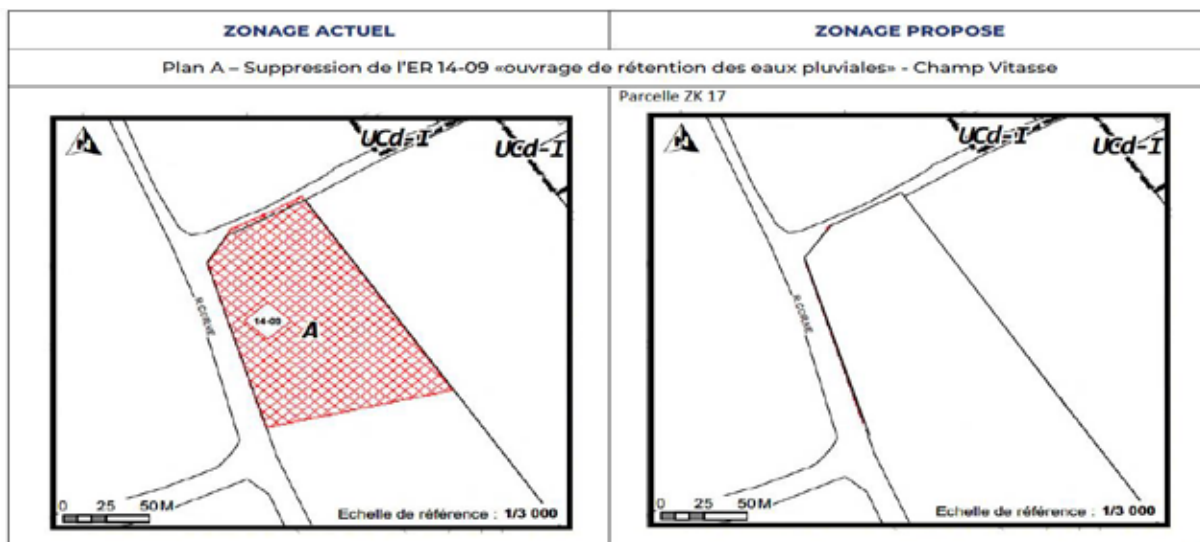 ZONAGE ACTUEL
ZONAGE PROPOSE
Plan A – Suppression de l'ER 14-09 «ouvrage de rétention des eaux pluviales» - Champ Vitasse
UCd-I
UCd-I
14-09
A
0 25 50 M
Echelle de référence : 1/3 000
Parcelle ZK 17
UCd-I
UCd-I
0 25 50 M
Echelle de référence : 1/3 000